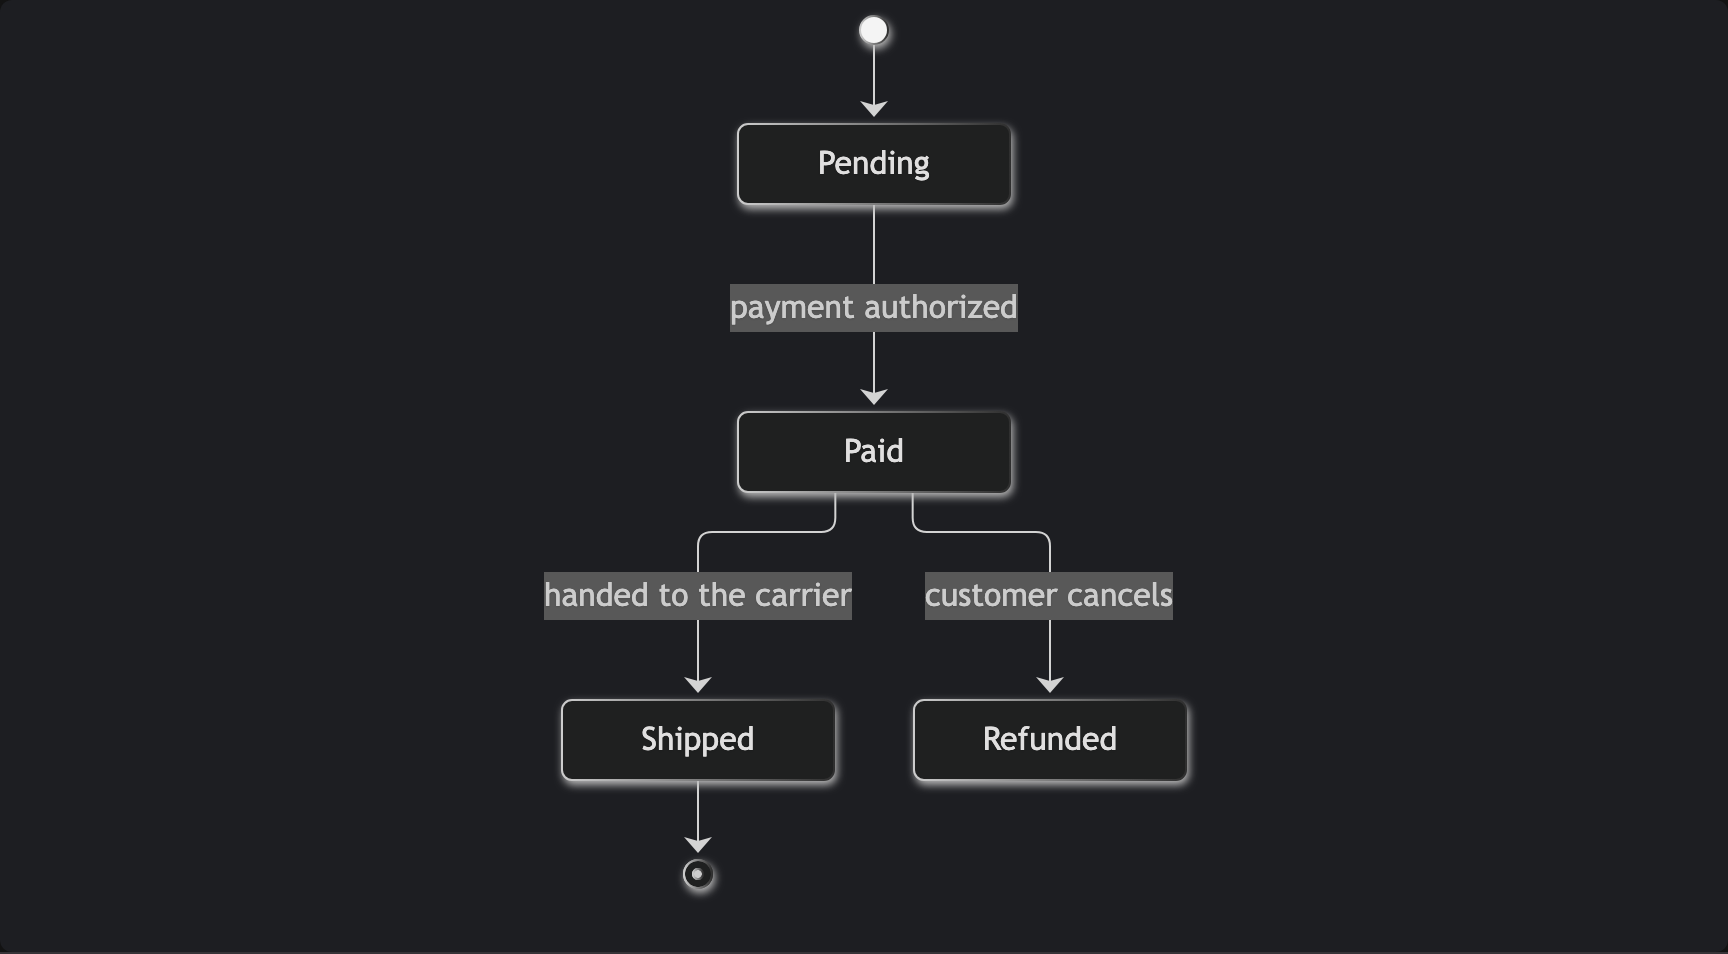 Pending
payment authorized
Paid
handed to the carrier
customer cancels
Shipped
Refunded